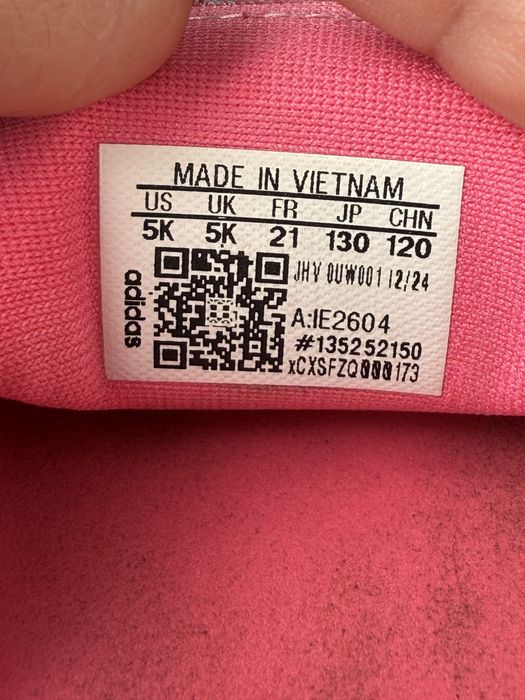 MADE IN VIETNAM
US UK FR JP CHN
5K 5K 21 130 120
JHV 0UW001 12/24
A:IE2604
#135252150
xCXSFZQ000173
adidas